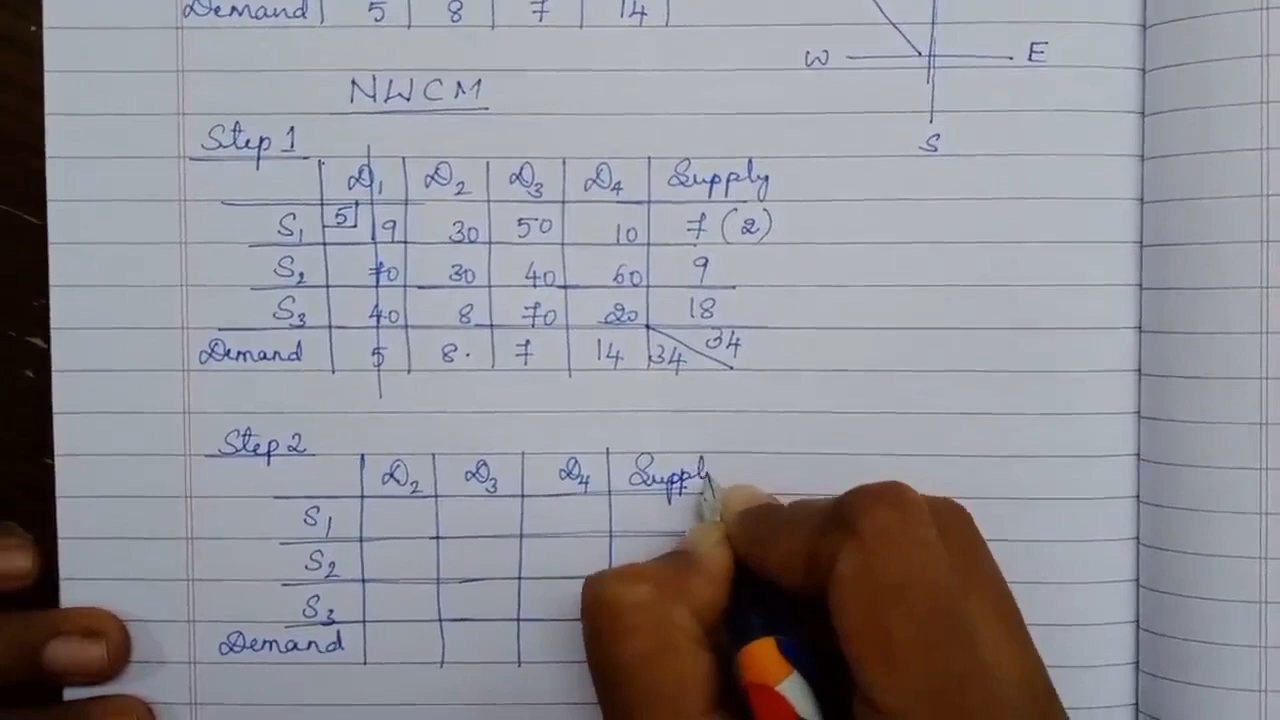 Demand 5 8 7 14
W E
S
NWCM
Step 1
D1 D2 D3 D4 Supply
S1 5 9 30 50 10 7 (2)
S2 70 30 40 60 9
S3 40 8 70 20 18
Demand 5 8. 7 14 34 34
Step 2
D2 D3 D4 Supply
S1
S2
S3
Demand